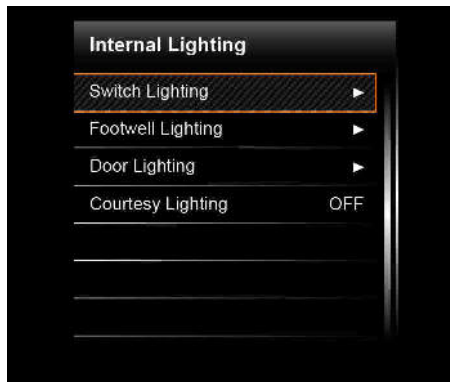 Internal Lighting
Switch Lighting
Footwell Lighting
Door Lighting
Courtesy Lighting OFF